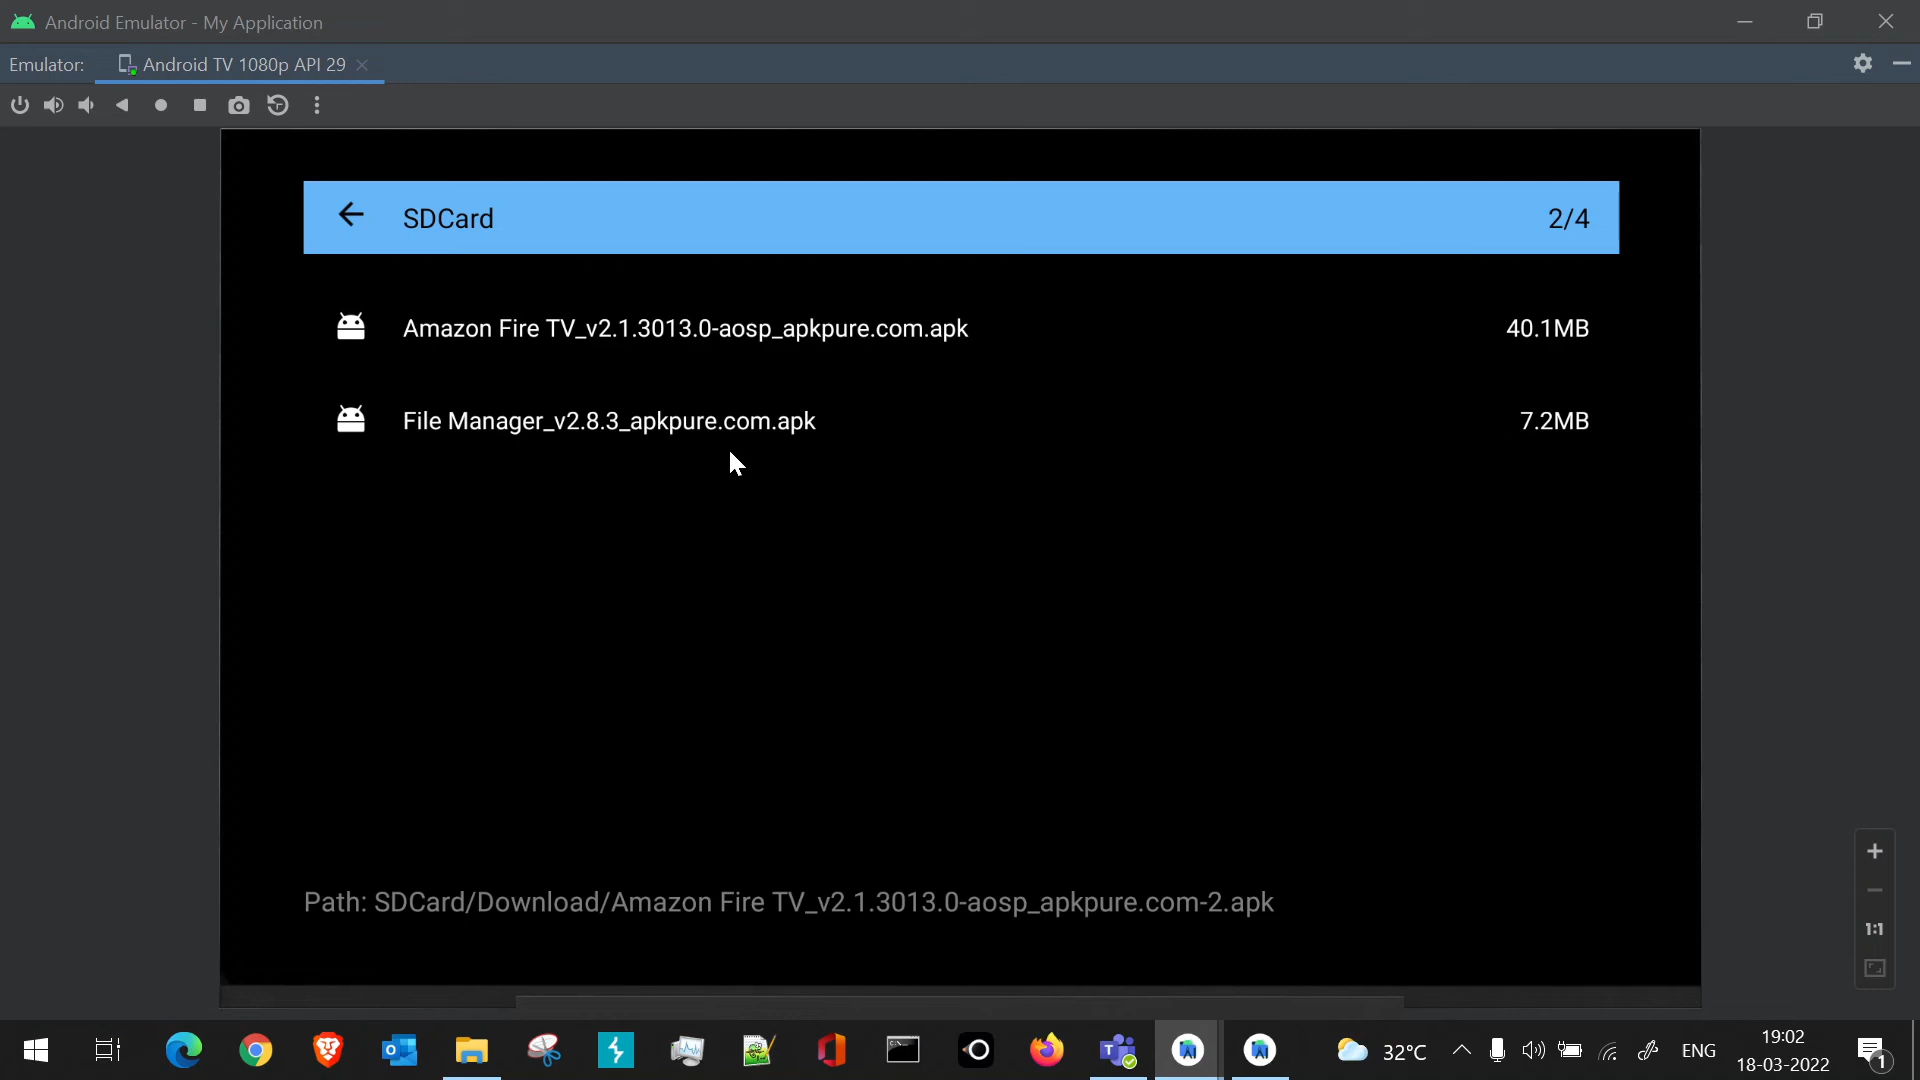 Android Emulator - My Application
Emulator: Android TV 1080p API 29
SDCard 2/4
Amazon Fire TV_v2.1.3013.0-aosp_apkpure.com.apk 40.1MB
File Manager_v2.8.3_apkpure.com.apk 7.2MB
Path: SDCard/Download/Amazon Fire TV_v2.1.3013.0-aosp_apkpure.com-2.apk
1:1
32°C ENG 19:02
18-03-2022
1